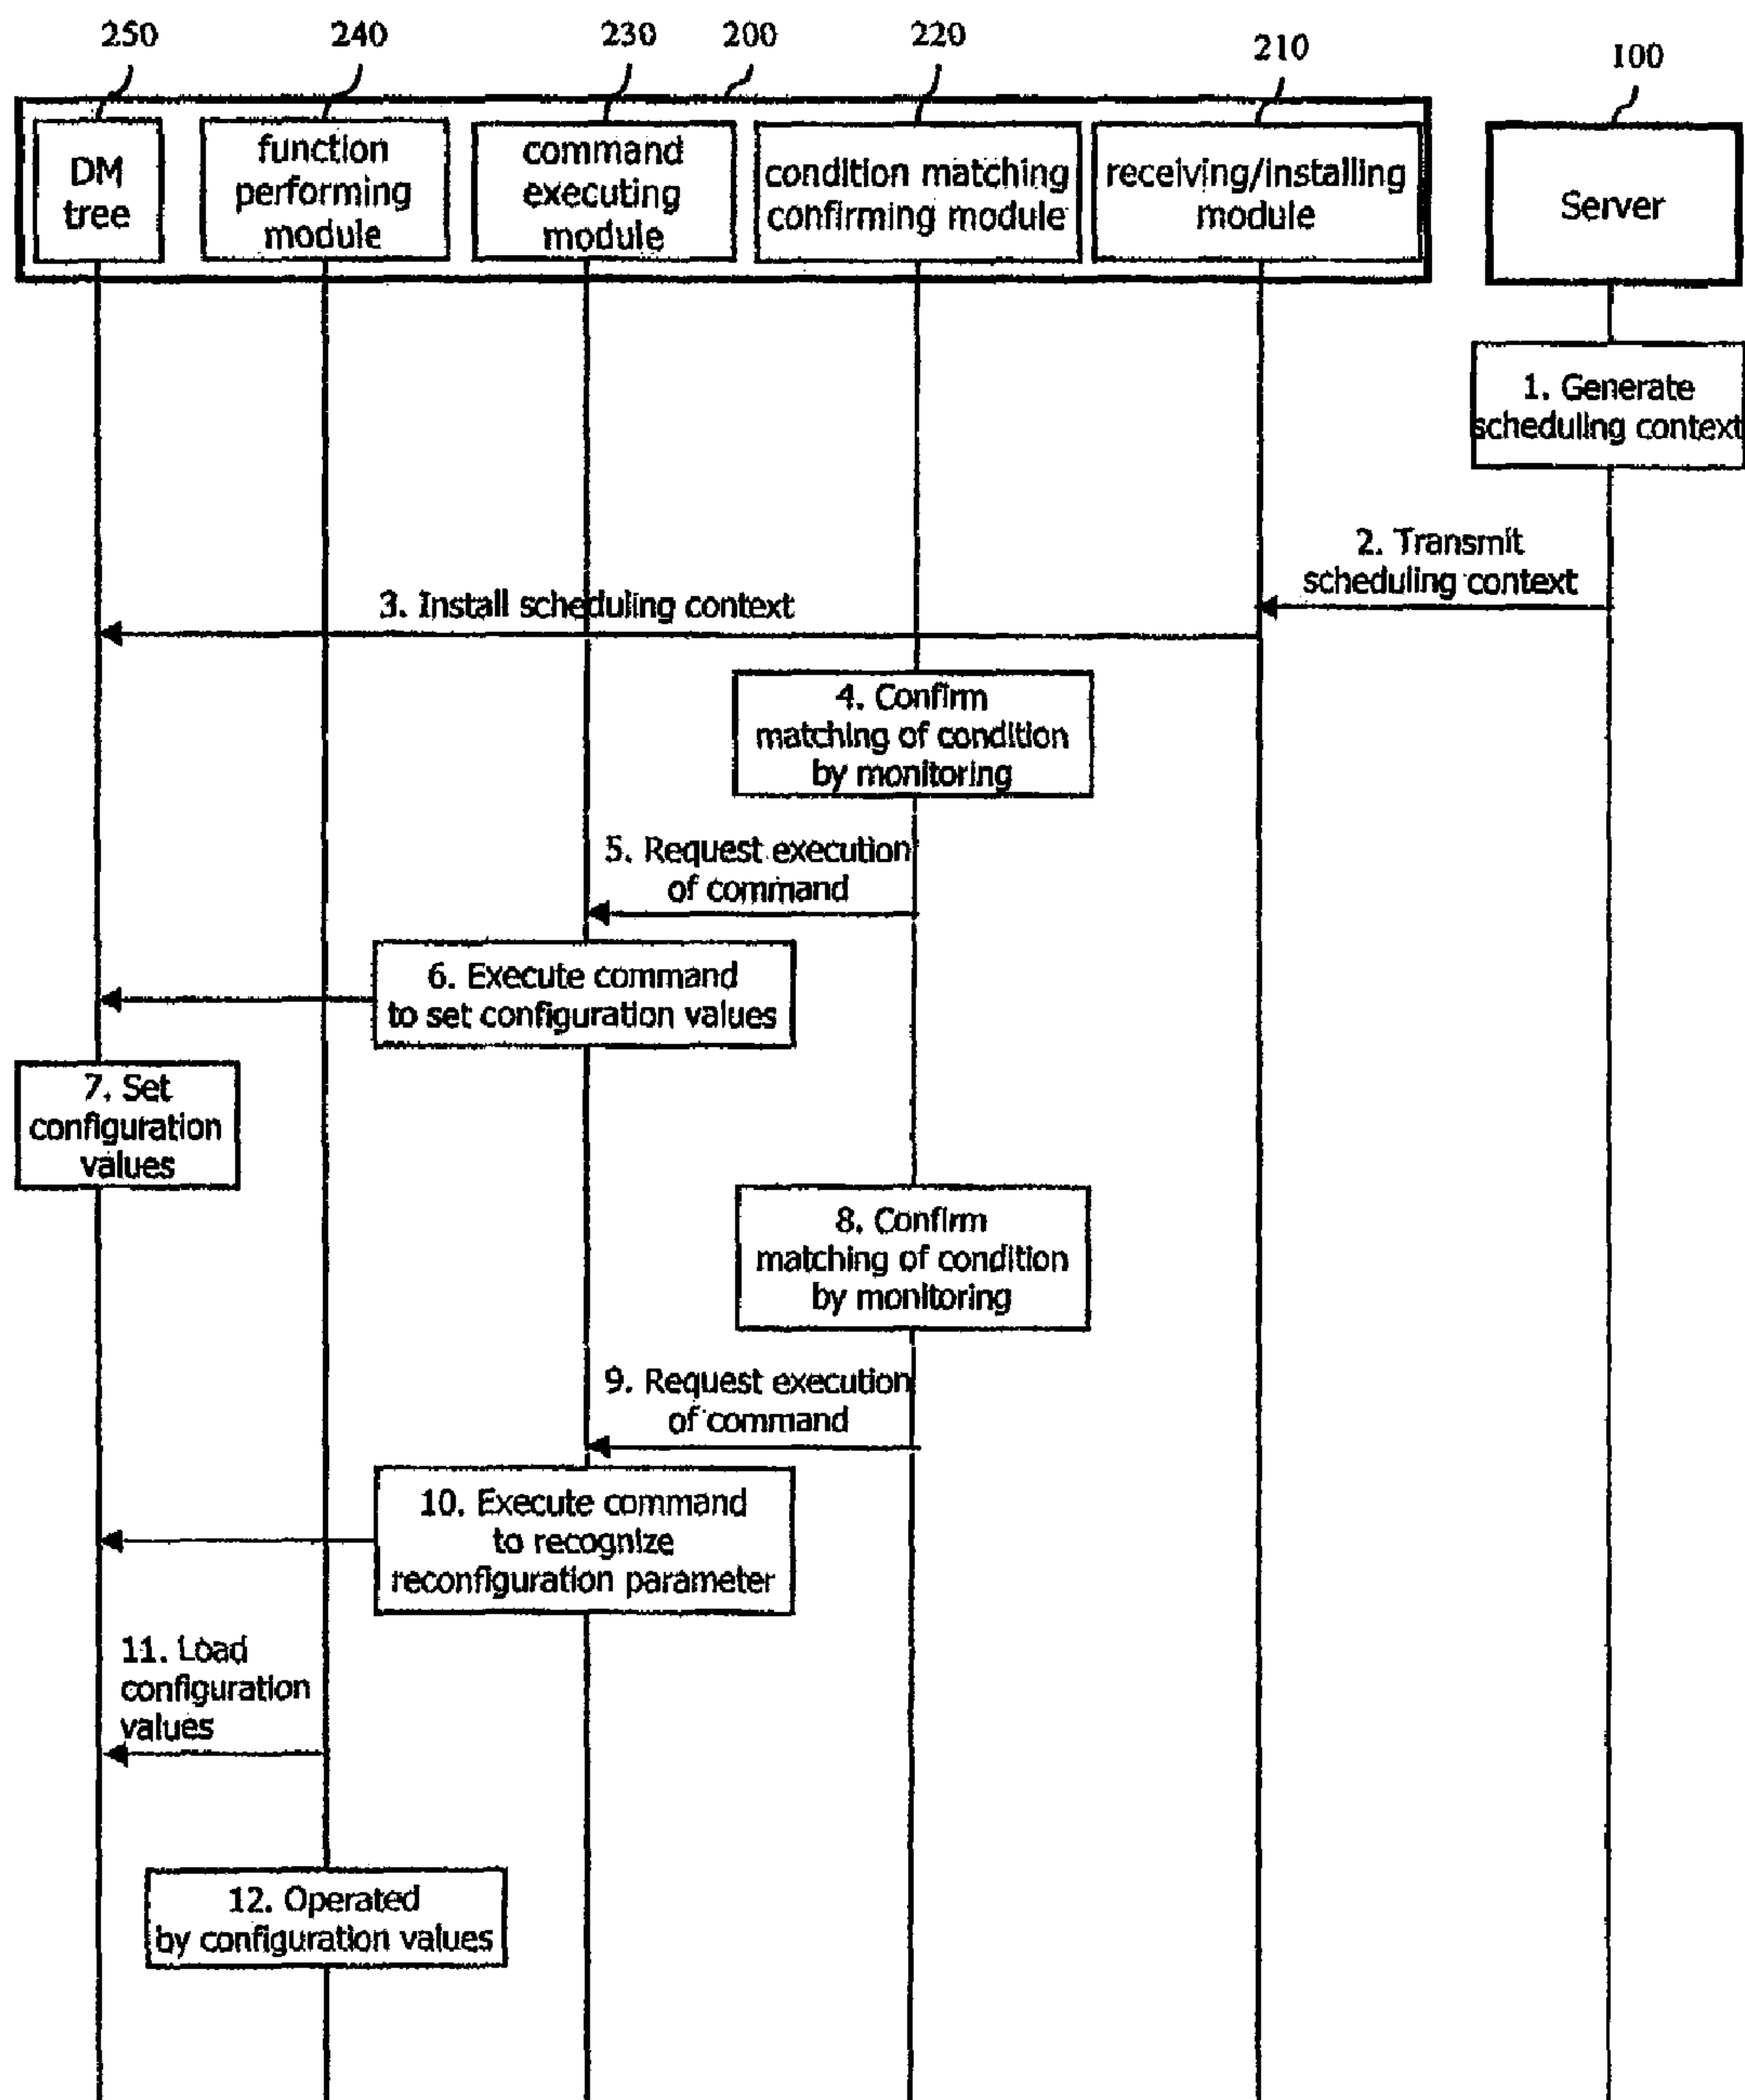 250
240
230
200
220
210
100
DM
tree
function
performing
module
command
executing
module
condition matching
confirming module
receiving/installing
module
Server
1. Generate
scheduling context
2. Transmit
scheduling context
3. Install scheduling context
4. Confirm
matching of condition
by monitoring
5. Request execution
of command
6. Execute command
to set configuration values
7. Set
configuration
values
8. Confirm
matching of condition
by monitoring
9. Request execution
of command
10. Execute command
to recognize
reconfiguration parameter
11. Load
configuration
values
12. Operated
by configuration values